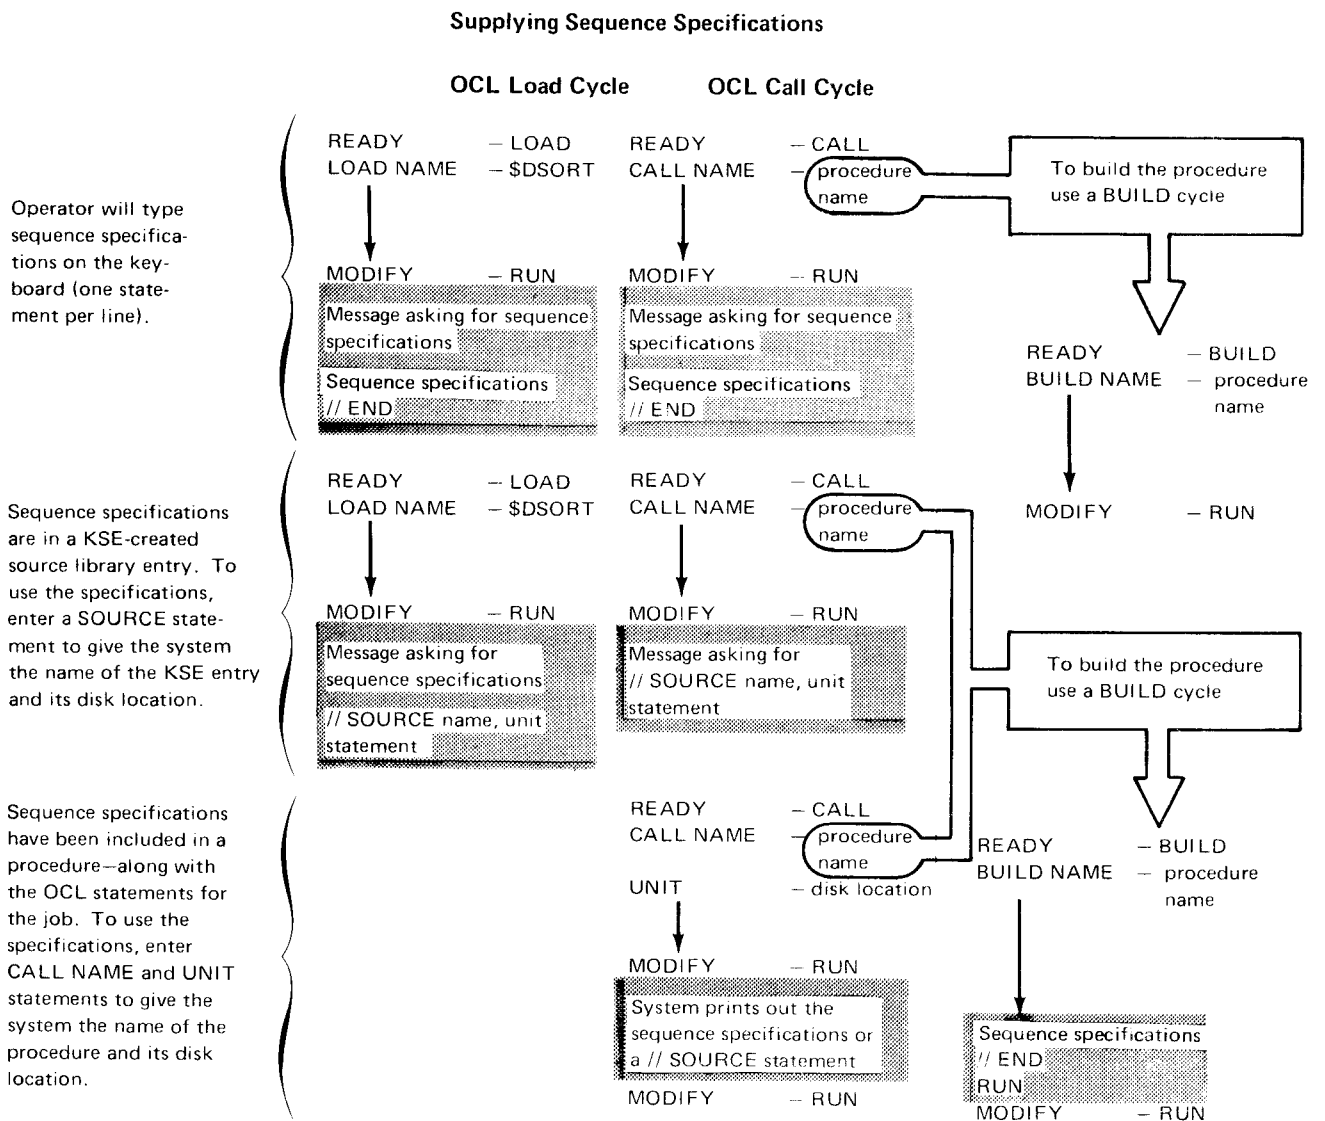 Supplying Sequence Specifications
OCL Load Cycle
OCL Call Cycle
Operator will type
sequence specifica-
tions on the key-
board (one state-
ment per line).
READY – LOAD
LOAD NAME – $DSORT
MODIFY – RUN
Message asking for sequence
specifications
Sequence specifications
// END
READY – CALL
CALL NAME – procedure
name
MODIFY – RUN
Message asking for sequence
specifications
Sequence specifications
// END
To build the procedure
use a BUILD cycle
READY – BUILD
BUILD NAME – procedure
name
MODIFY – RUN
Sequence specifications
are in a KSE-created
source library entry. To
use the specifications,
enter a SOURCE state-
ment to give the system
the name of the KSE entry
and its disk location.
READY – LOAD
LOAD NAME – $DSORT
MODIFY – RUN
Message asking for
sequence specifications
// SOURCE name, unit
statement
READY – CALL
CALL NAME – procedure
name
MODIFY – RUN
Message asking for
// SOURCE name, unit
statement
To build the procedure
use a BUILD cycle
Sequence specifications
have been included in a
procedure—along with
the OCL statements for
the job. To use the
specifications, enter
CALL NAME and UNIT
statements to give the
system the name of the
procedure and its disk
location.
READY – CALL
CALL NAME – procedure
name
UNIT – disk location
MODIFY – RUN
System prints out the
sequence specifications or
a // SOURCE statement
MODIFY – RUN
READY – BUILD
BUILD NAME – procedure
name
Sequence specifications
// END
RUN
MODIFY – RUN